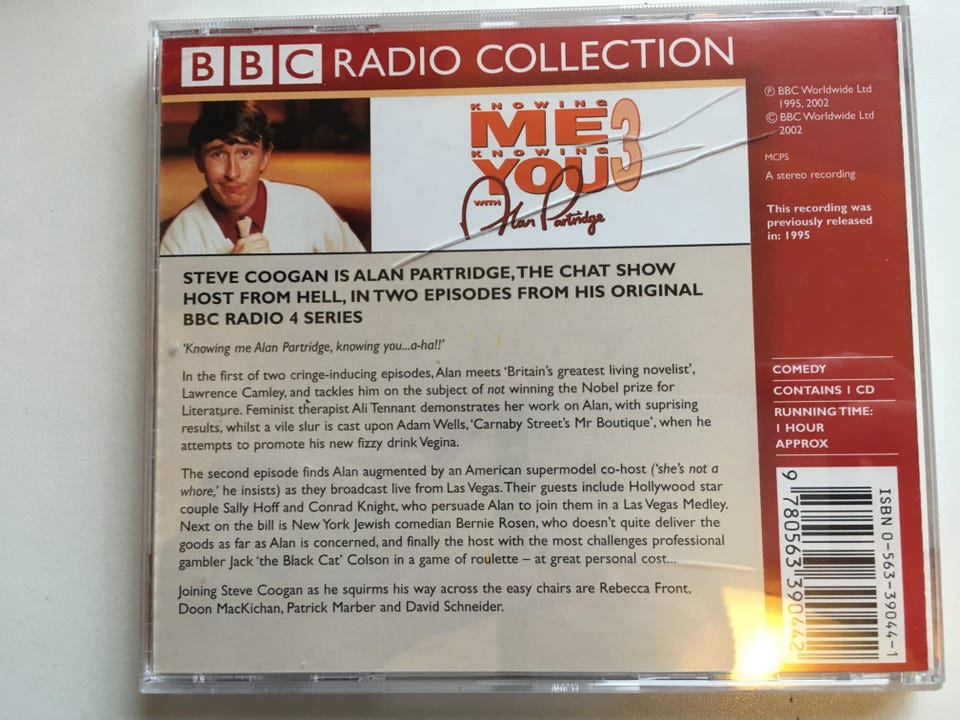 BBC RADIO COLLECTION
KNOWING
ME
KNOWING
YOU 3
WITH
Alan Partridge
STEVE COOGAN IS ALAN PARTRIDGE, THE CHAT SHOW
HOST FROM HELL, IN TWO EPISODES FROM HIS ORIGINAL
BBC RADIO 4 SERIES
'Knowing me Alan Partridge, knowing you...a-ha!!'
In the first of two cringe-inducing episodes, Alan meets 'Britain's greatest living novelist',
Lawrence Camley, and tackles him on the subject of not winning the Nobel prize for
Literature. Feminist therapist Ali Tennant demonstrates her work on Alan, with suprising
results, whilst a vile slur is cast upon Adam Wells, 'Carnaby Street's Mr Boutique', when he
attempts to promote his new fizzy drink Vegina.
The second episode finds Alan augmented by an American supermodel co-host ('she's not a
whore,' he insists) as they broadcast live from Las Vegas. Their guests include Hollywood star
couple Sally Hoff and Conrad Knight, who persuade Alan to join them in a Las Vegas Medley.
Next on the bill is New York Jewish comedian Bernie Rosen, who doesn't quite deliver the
goods as far as Alan is concerned, and finally the host with the most challenges professional
gambler Jack 'the Black Cat' Colson in a game of roulette – at great personal cost...
Joining Steve Coogan as he squirms his way across the easy chairs are Rebecca Front,
Doon MacKichan, Patrick Marber and David Schneider.
℗ BBC Worldwide Ltd
1995, 2002
© BBC Worldwide Ltd
2002
MCPS
A stereo recording
This recording was
previously released
in: 1995
COMEDY
CONTAINS 1 CD
RUNNING TIME:
1 HOUR
APPROX
ISBN 0-563-39044-1
9 780563 390442